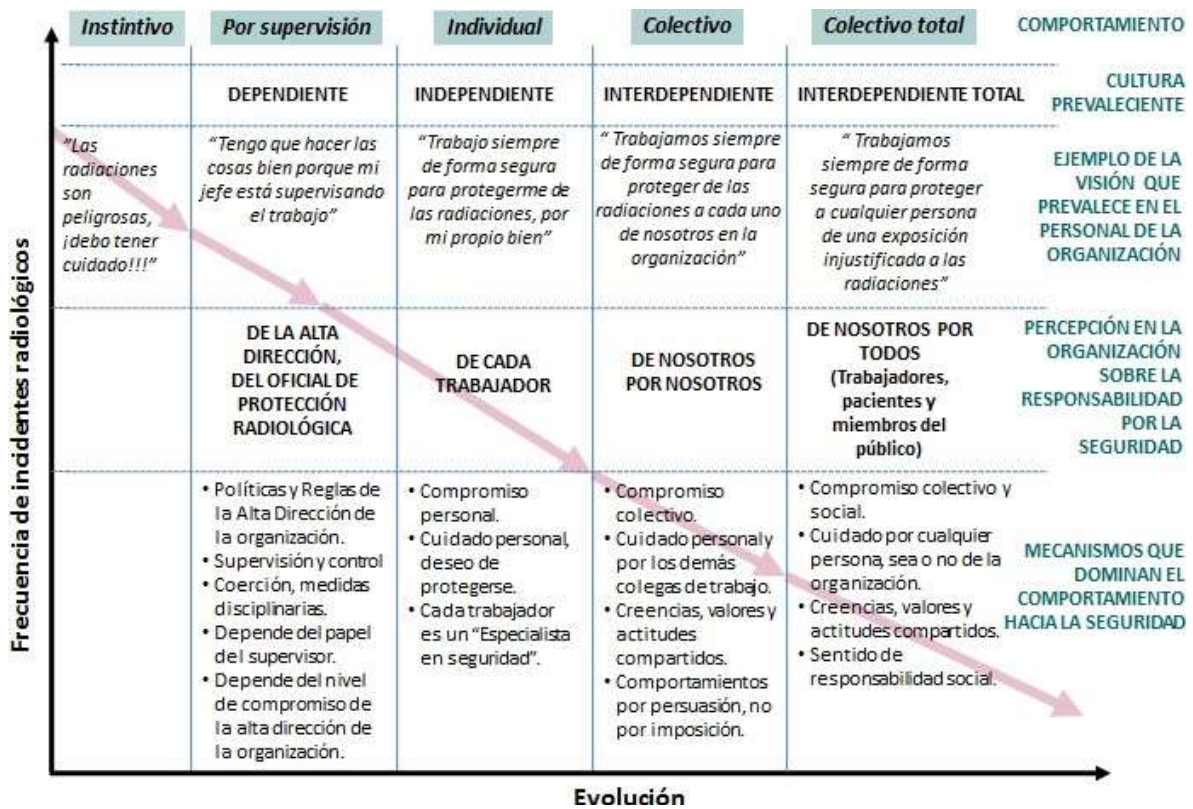 Instintivo
Por supervisión
Individual
Colectivo
Colectivo total
COMPORTAMIENTO
DEPENDIENTE
INDEPENDIENTE
INTERDEPENDIENTE
INTERDEPENDIENTE TOTAL
CULTURA
PREVALECIENTE
"Las
radiaciones
son
peligrosas,
¡debo tener
cuidado!!!"
"Tengo que hacer las
cosas bien porque mi
jefe está supervisando
el trabajo"
"Trabajo siempre
de forma segura
para protegerme de
las radiaciones, por
mi propio bien"
" Trabajamos siempre
de forma segura para
proteger de las
radiaciones a cada uno
de nosotros en la
organización"
" Trabajamos
siempre de forma
segura para proteger
a cualquier persona
de una exposición
injustificada a las
radiaciones"
EJEMPLO DE LA
VISIÓN QUE
PREVALECE EN EL
PERSONAL DE LA
ORGANIZACIÓN
DE LA ALTA
DIRECCIÓN,
DEL OFICIAL DE
PROTECCIÓN
RADIOLÓGICA
DE CADA
TRABAJADOR
DE NOSOTROS
POR NOSOTROS
DE NOSOTROS POR
TODOS
(Trabajadores,
pacientes y
miembros del
público)
PERCEPCIÓN EN LA
ORGANIZACIÓN
SOBRE LA
RESPONSABILIDAD
POR LA
SEGURIDAD
• Políticas y Reglas de
la Alta Dirección de
la organización.
• Supervisión y control
• Coerción, medidas
disciplinarias.
• Depende del papel
del supervisor.
• Depende del nivel
de compromiso de
la alta dirección de
la organización.
• Compromiso
personal.
• Cuidado personal,
deseo de
protegerse.
• Cada trabajador
es un "Especialista
en seguridad".
• Compromiso
colectivo.
• Cuidado personal y
por los demás
colegas de trabajo.
• Creencias, valores y
actitudes
compartidos.
• Comportamientos
por persuasión, no
por imposición.
• Compromiso colectivo y
social.
• Cuidado por cualquier
persona, sea o no de la
organización.
• Creencias, valores y
actitudes compartidos.
• Sentido de
responsabilidad social.
MECANISMOS QUE
DOMINAN EL
COMPORTAMIENTO
HACIA LA SEGURIDAD
Frecuencia de incidentes radiológicos
Evolución